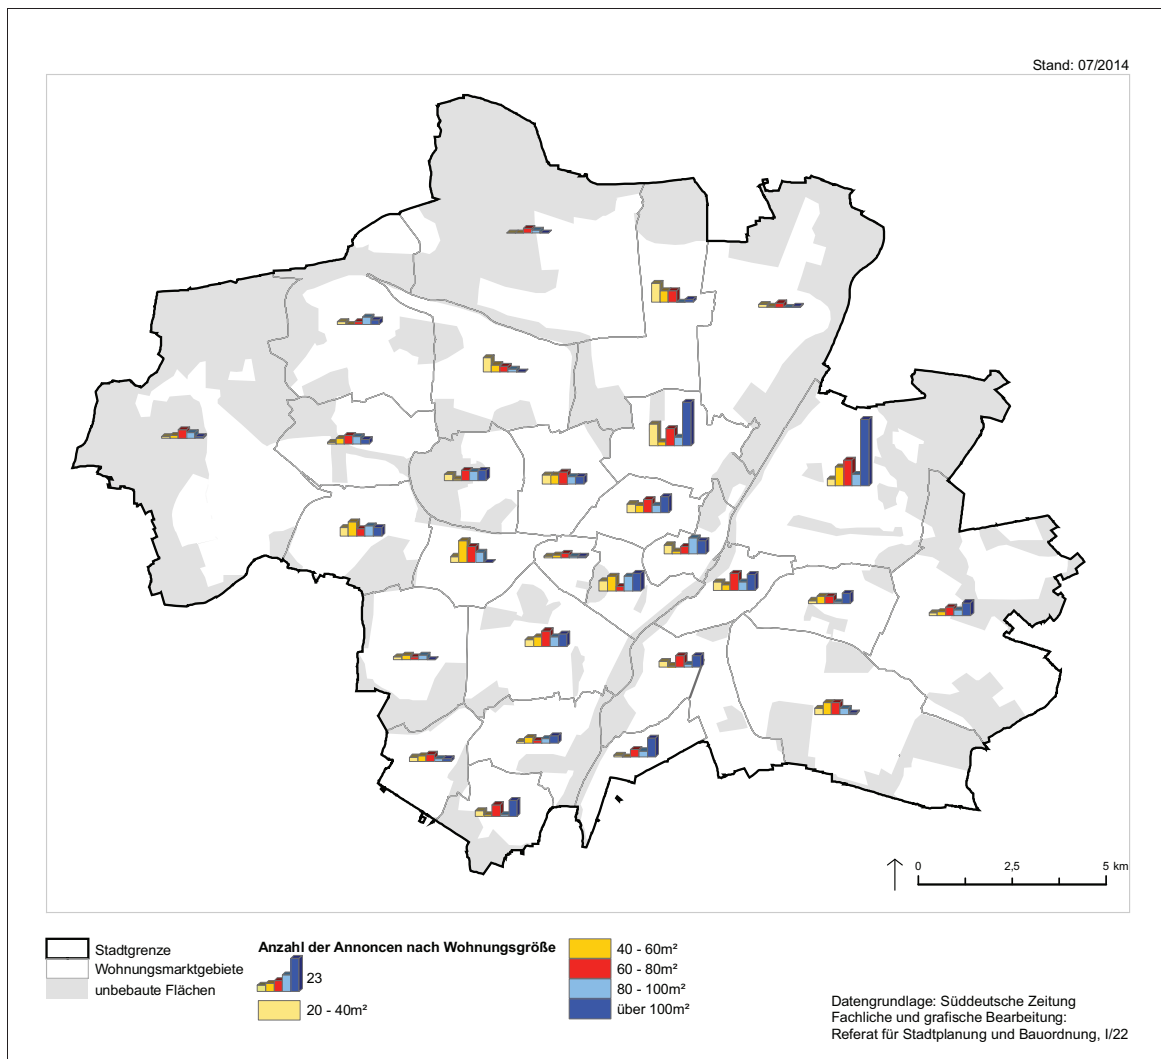 Stand: 07/2014
0 2,5 5 km
Stadtgrenze
Wohnungsmarktgebiete
unbebaute Flächen
Anzahl der Annoncen nach Wohnungsgröße
23
20 - 40m²
40 - 60m²
60 - 80m²
80 - 100m²
über 100m²
Datengrundlage: Süddeutsche Zeitung
Fachliche und grafische Bearbeitung:
Referat für Stadtplanung und Bauordnung, I/22